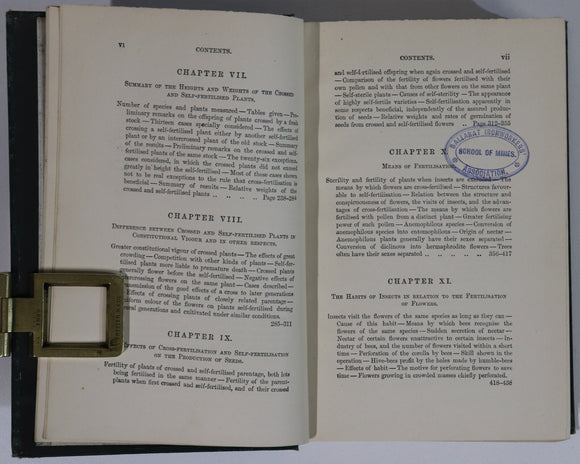 vi
CONTENTS.
CHAPTER VII.
SUMMARY OF THE HEIGHTS AND WEIGHTS OF THE CROSSED
AND SELF-FERTILISED PLANTS.
Number of species and plants measured — Tables given — Pre-
liminary remarks on the offspring of plants crossed by a fresh
stock — Thirteen cases specially considered — The effects of
crossing a self-fertilised plant either by another self-fertilised
plant or by an intercrossed plant of the old stock — Summary
of the results — Preliminary remarks on the crossed and self-
fertilised plants of the same stock — The twenty-six exceptional
cases considered, in which the crossed plants did not exceed
greatly in height the self-fertilised — Most of these cases shown
not to be real exceptions to the rule that cross-fertilisation is
beneficial — Summary of results — Relative weights of the
crossed and self-fertilised plants .. .. .. .. Page 238-284
CHAPTER VIII.
DIFFERENCE BETWEEN CROSSED AND SELF-FERTILISED PLANTS IN
CONSTITUTIONAL VIGOUR AND IN OTHER RESPECTS.
Greater constitutional vigour of crossed plants — The effects of great
crowding — Competition with other kinds of plants — Self-fer-
tilised plants more liable to premature death — Crossed plants
generally flower before the self-fertilised — Negative effects of
intercrossing flowers on the same plant — Cases described —
Transmission of the good effects of a cross to later generations
— Effects of crossing plants of closely related parentage —
Uniform colour of the flowers on plants self-fertilised during
several generations and cultivated under similar conditions.
285-311
CHAPTER IX.
EFFECTS OF CROSS-FERTILISATION AND SELF-FERTILISATION
ON THE PRODUCTION OF SEEDS.
Fertility of plants of crossed and self-fertilised parentage, both lots
being fertilised in the same manner — Fertility of the parent-
plants when first crossed and self-fertilised, and of their crossed
CONTENTS.
vii
and self-fertilised offspring when again crossed and self-fertilised
— Comparison of the fertility of flowers fertilised with their
own pollen and with that from other flowers on the same plant
— Self-sterile plants — Causes of self-sterility — The appearance
of highly self-fertile varieties — Self-fertilisation apparently in
some respects beneficial, independently of the assured produc-
tion of seeds — Relative weights and rates of germination of
seeds from crossed and self-fertilised flowers .. Page 312-355
BALLARAT IRONWORKERS'
SCHOOL OF MINES.
ASSOCIATION.
CHAPTER X.
MEANS OF FERTILISATION.
Sterility and fertility of plants when insects are excluded — The
means by which flowers are cross-fertilised — Structures favour-
able to self-fertilisation — Relation between the structure and
conspicuousness of flowers, the visits of insects, and the advan-
tages of cross-fertilisation — The means by which flowers are
fertilised with pollen from a distinct plant — Greater fertilising
power of such pollen — Anemophilous species — Conversion of
anemophilous species into entomophilous — Origin of nectar —
Anemophilous plants generally have their sexes separated —
Conversion of diclinous into hermaphrodite flowers — Trees
often have their sexes separated .. .. .. 356-417
CHAPTER XI.
THE HABITS OF INSECTS IN RELATION TO THE FERTILISATION
OF FLOWERS.
Insects visit the flowers of the same species as long as they can —
Cause of this habit — Means by which bees recognise the
flowers of the same species — Sudden secretion of nectar —
Nectar of certain flowers unattractive to certain insects — In-
dustry of bees, and the number of flowers visited within a short
time — Perforation of the corolla by bees — Skill shown in the
operation — Hive-bees profit by the holes made by humble-bees
— Effects of habit — The motive for perforating flowers to save
time — Flowers growing in crowded masses chiefly perforated.
418-458